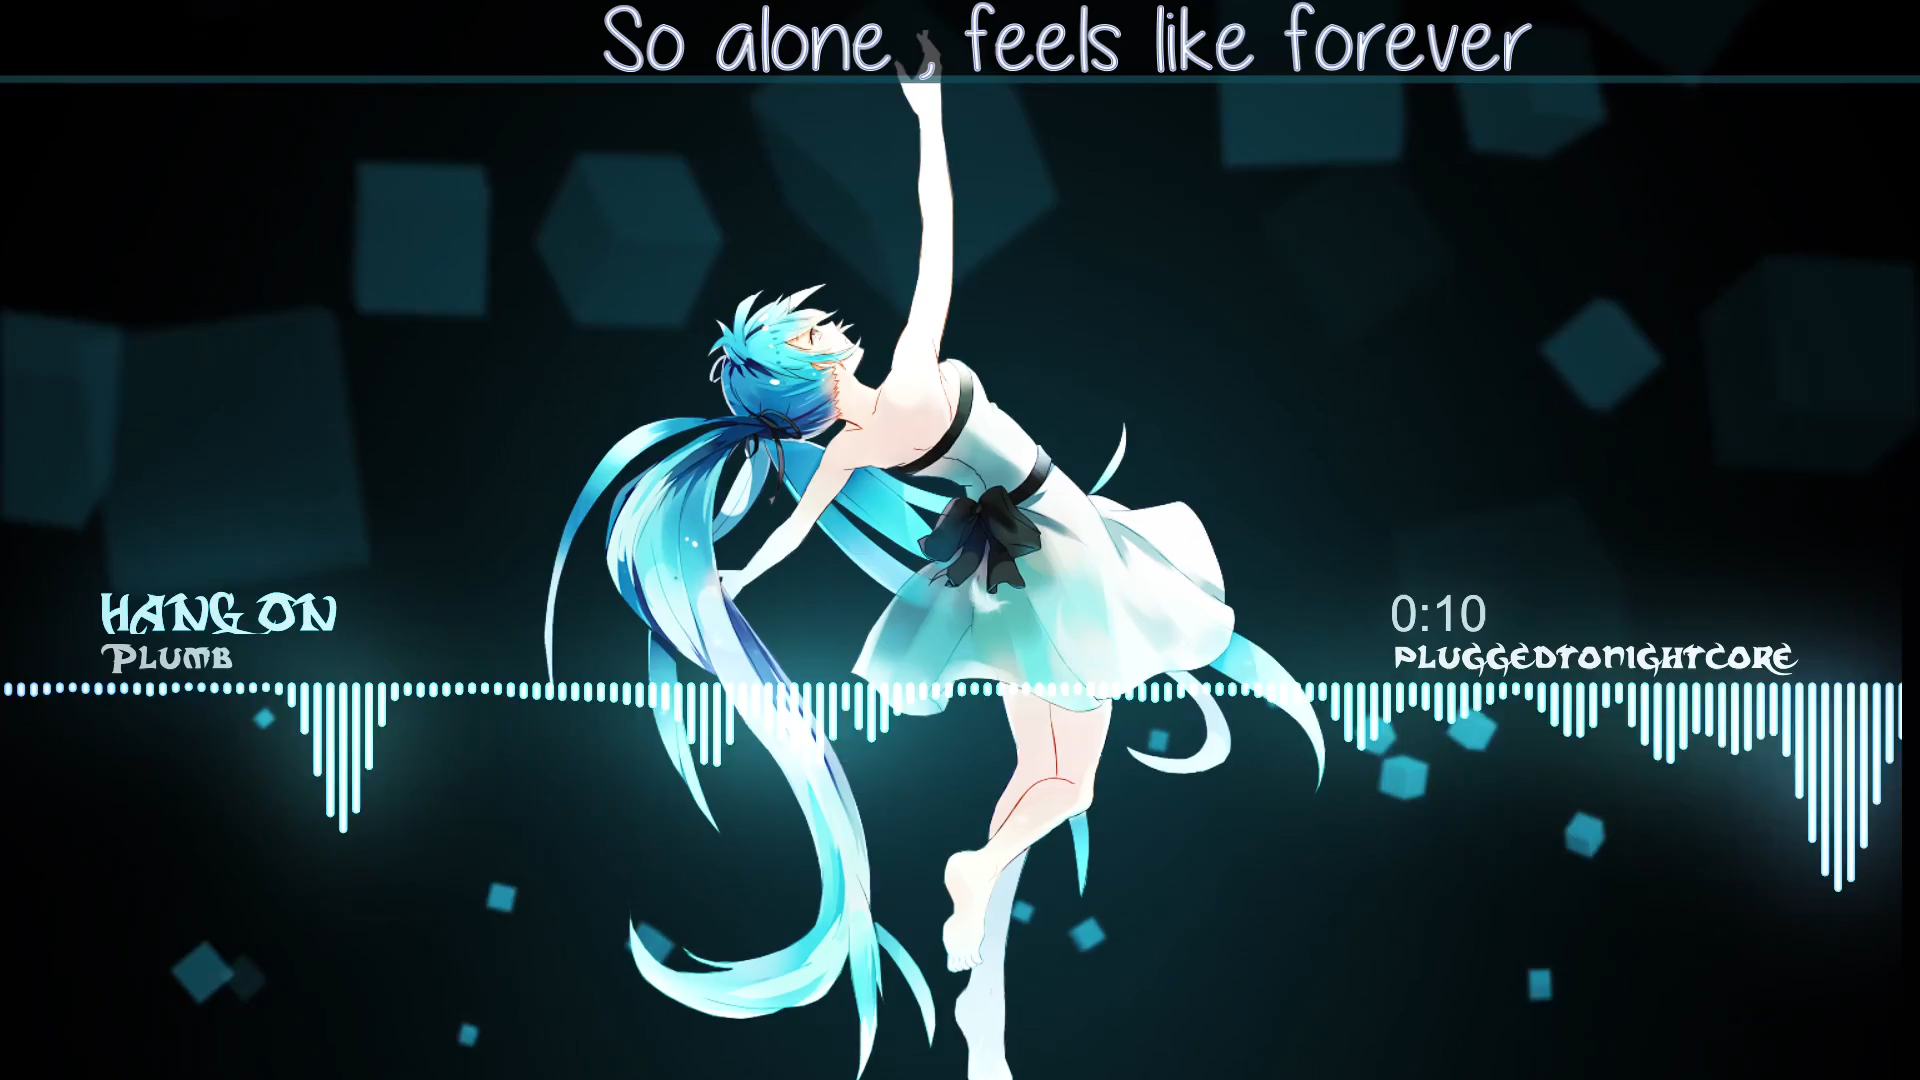 So alone , feels like forever
HANG ON
PLUMB
0:10
PLUGGEDTONIGHTCORE